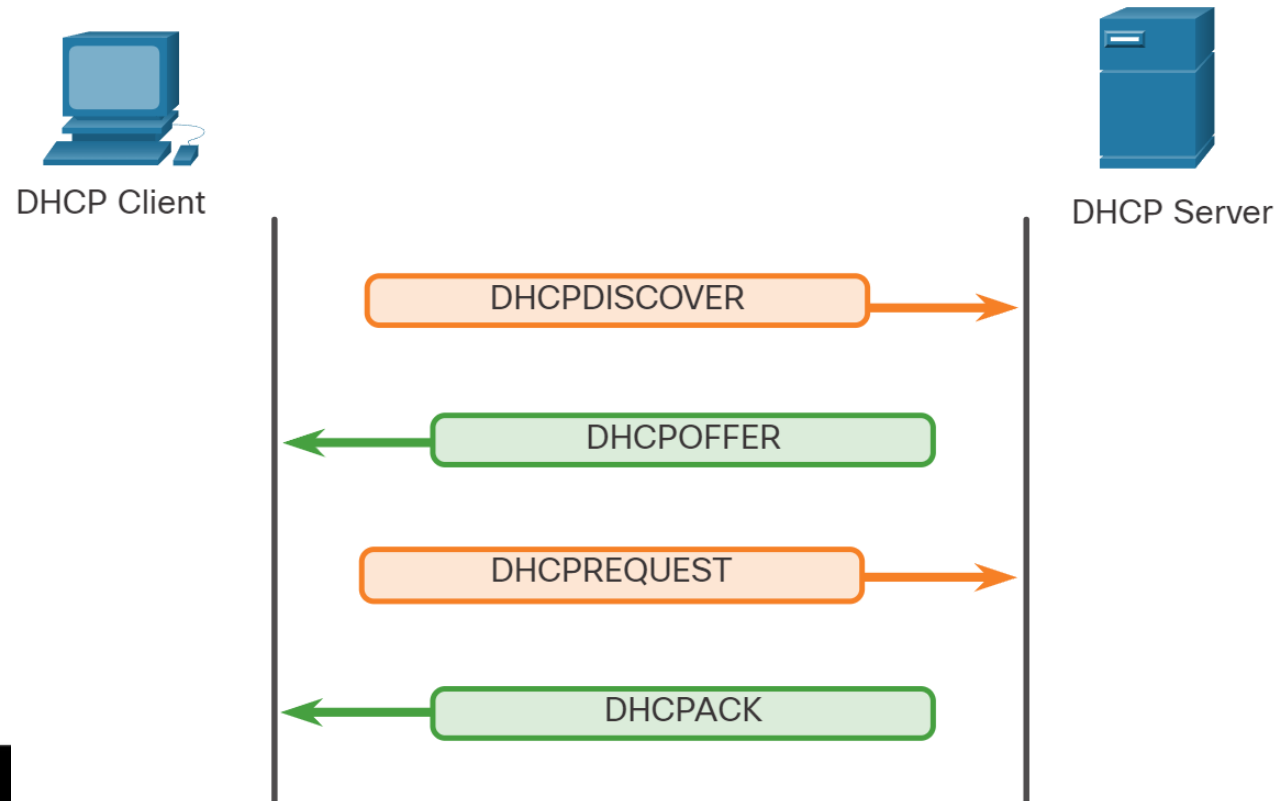 DHCP Client
DHCP Server
DHCPDISCOVER
DHCPOFFER
DHCPREQUEST
DHCPACK